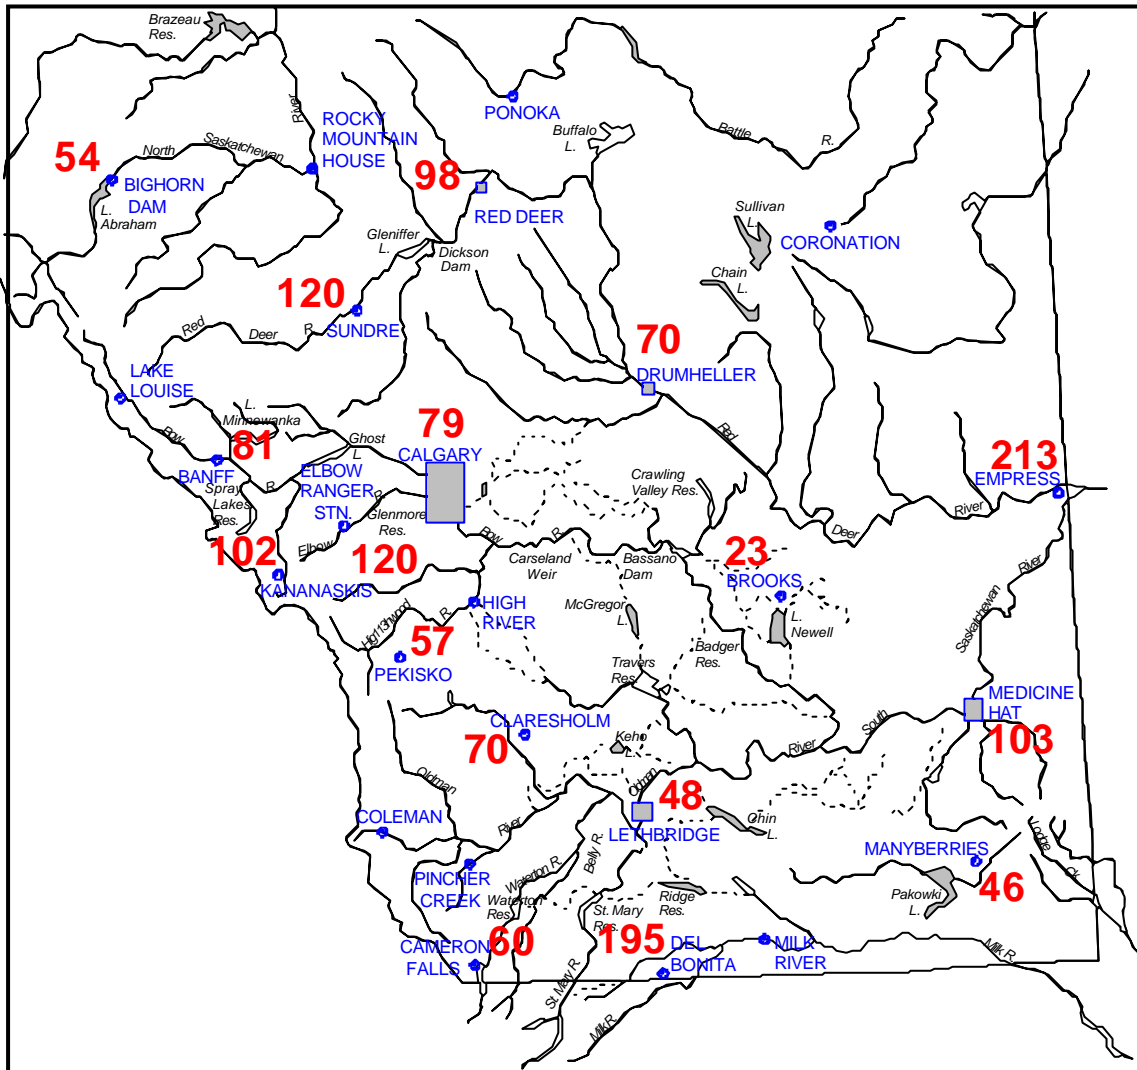 Brazeau
Res.
River
ROCKY
MOUNTAIN
HOUSE
PONOKA
Buffalo
L.
Battle
R.
54
North
Saskatchewan
BIGHORN
DAM
L.
Abraham
98
RED DEER
Sullivan
L.
CORONATION
Gleniffer
L.
Dickson
Dam
Chain
L.
120
SUNDRE
Red
Deer
R.
70
DRUMHELLER
LAKE
LOUISE
L.
Minnewanka
Bow
81
BANFF
Ghost
L.
79
CALGARY
Red
213
EMPRESS
ELBOW
RANGER
STN.
R.
R.
Spray
Lakes
Res.
Glenmore
Res.
Crawling
Valley Res.
River
Deer
Elbow
Bow
R.
102
KANANASKIS
120
Carseland
Weir
Bassano
Dam
23
BROOKS
River
Saskatchewan
HIGH
RIVER
R.
McGregor
L.
L.
Newell
57
PEKISKO
Travers
Res.
Badger
Res.
MEDICINE
HAT
103
CLARESHOLM
70
Keho
L.
South
River
Oldman
Oldman
48
LETHBRIDGE
Chin
L.
COLEMAN
River
Belly R.
MANYBERRIES
46
Lodge
Ck.
PINCHER
CREEK
Waterton R.
Waterton
Res.
Ridge
Res.
Pakowki
L.
St. Mary
Res.
60
CAMERON
FALLS
195
DEL
BONITA
MILK
RIVER
Milk R.
St. Mary R.
Milk R.